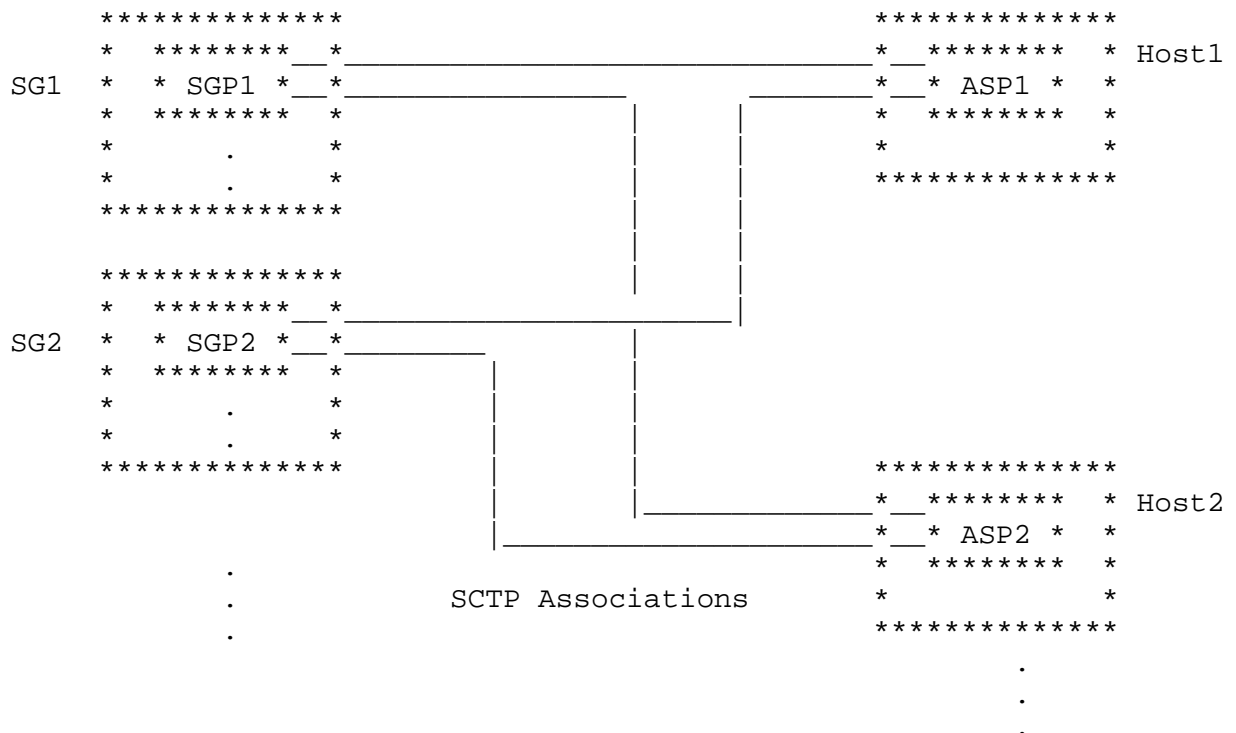 Host1
SG1 SGP1 ASP1
SG2 SGP2
Host2
ASP2
SCTP Associations